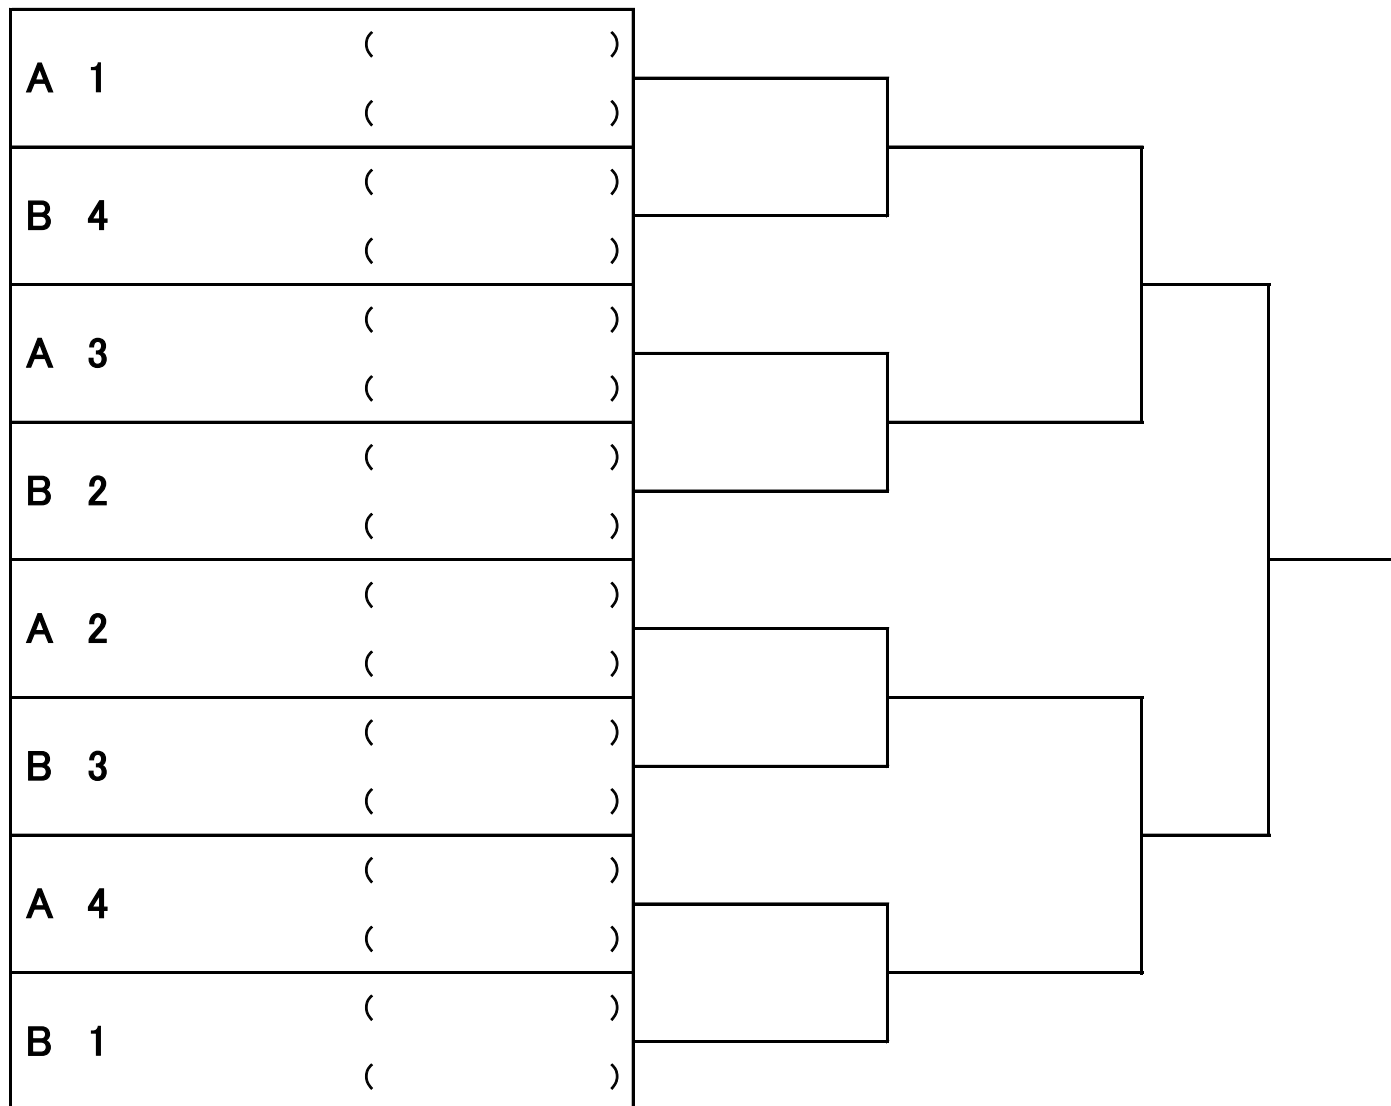 (　　　)
A 1
(　　　)
(　　　)
B 4
(　　　)
(　　　)
A 3
(　　　)
(　　　)
B 2
(　　　)
(　　　)
A 2
(　　　)
(　　　)
B 3
(　　　)
(　　　)
A 4
(　　　)
(　　　)
B 1
(　　　)